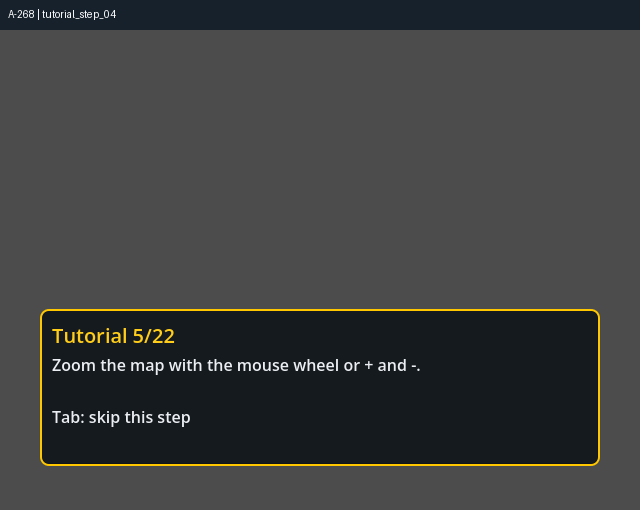 A-268 | tutorial_step_04
Tutorial 5/22
Zoom the map with the mouse wheel or + and -.
Tab: skip this step